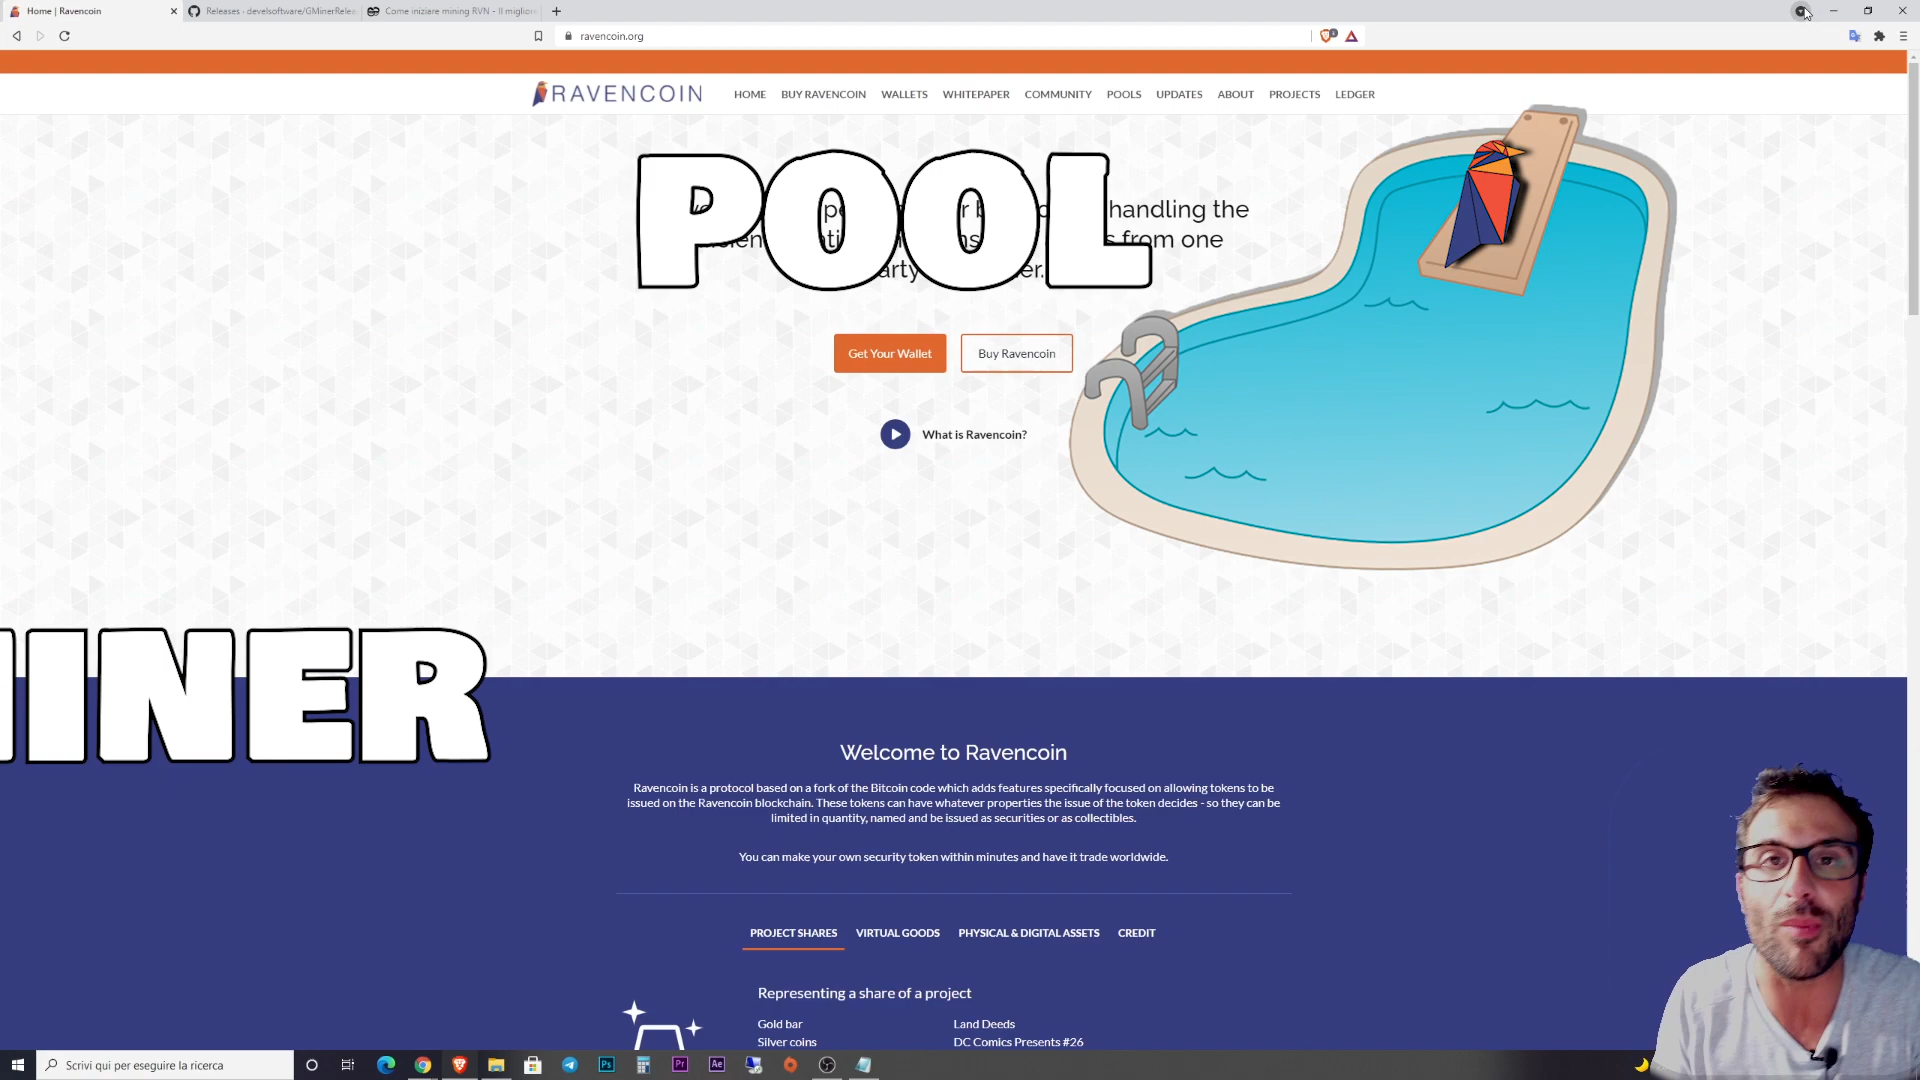 Home | Ravencoin
Releases · develsoftware/GMinerRelea
Come iniziare mining RVN - Il migliore
ravencoin.org
RAVENCOIN
HOME BUY RAVENCOIN WALLETS WHITEPAPER COMMUNITY POOLS UPDATES ABOUT PROJECTS LEDGER
POOL
handling the
from one
Get Your Wallet
Buy Ravencoin
What is Ravencoin?
INER
Welcome to Ravencoin
Ravencoin is a protocol based on a fork of the Bitcoin code which adds features specifically focused on allowing tokens to be
issued on the Ravencoin blockchain. These tokens can have whatever properties the issue of the token decides - so they can be
limited in quantity, named and be issued as securities or as collectibles.
You can make your own security token within minutes and have it trade worldwide.
PROJECT SHARES VIRTUAL GOODS PHYSICAL & DIGITAL ASSETS CREDIT
Representing a share of a project
Gold bar
Land Deeds
Silver coins
DC Comics Presents #26
Scrivi qui per eseguire la ricerca
Ps
Pr
Ae